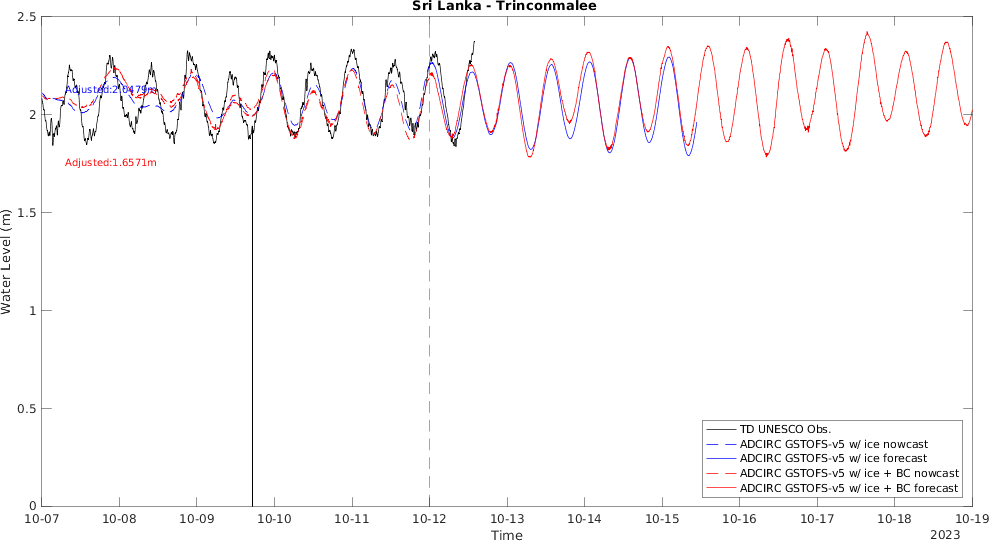 Sri Lanka - Trinconmalee
2.5
2
1.5
1
0.5
0
Water Level (m)
Adjusted:2.0479m
Adjusted:1.6571m
TD UNESCO Obs.
ADCIRC GSTOFS-v5 w/ ice nowcast
ADCIRC GSTOFS-v5 w/ ice forecast
ADCIRC GSTOFS-v5 w/ ice + BC nowcast
ADCIRC GSTOFS-v5 w/ ice + BC forecast
10-07 10-08 10-09 10-10 10-11 10-12 10-13 10-14 10-15 10-16 10-17 10-18 10-19
Time
2023